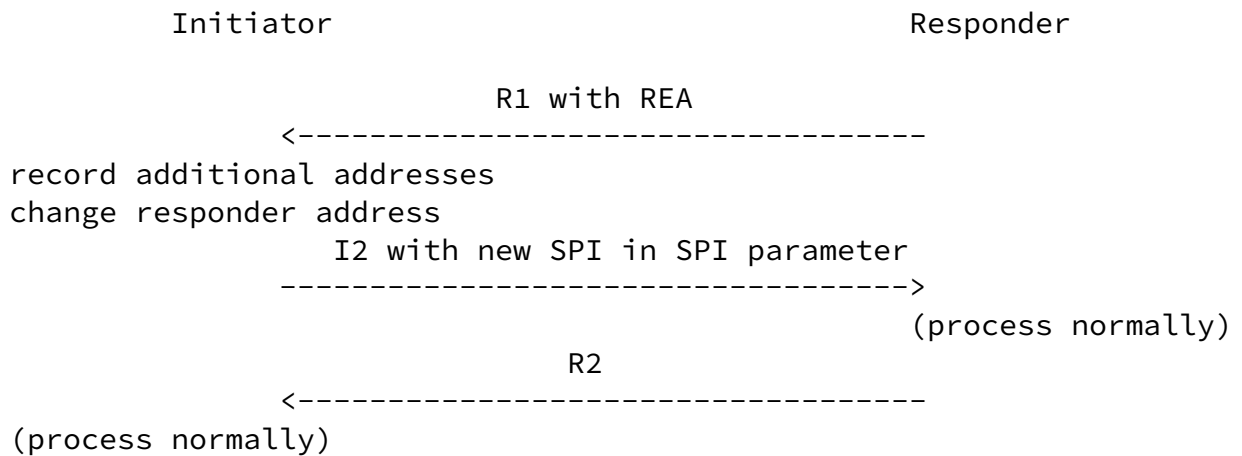 Initiator Responder
R1 with REA
<-----------------------------------
record additional addresses
change responder address
I2 with new SPI in SPI parameter
----------------------------------->
(process normally)
R2
<-----------------------------------
(process normally)